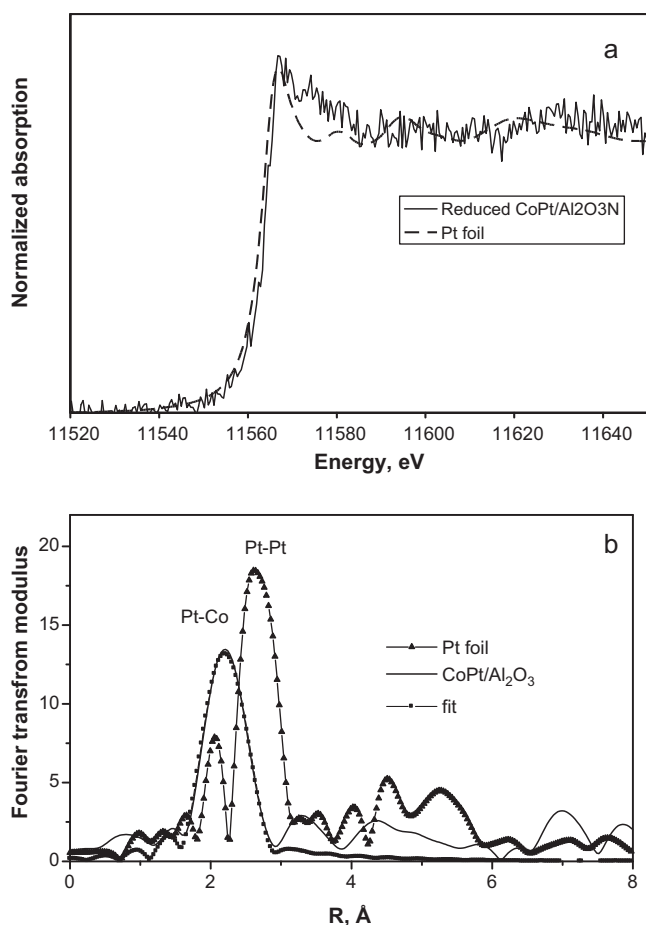 a
Normalized absorption
Reduced CoPt/Al2O3N
Pt foil
11520 11540 11560 11580 11600 11620 11640
Energy, eV
b
20
15
10
5
0
Fourier transfrom modulus
Pt-Pt
Pt-Co
Pt foil
CoPt/Al₂O₃
fit
0 2 4 6 8
R, Å